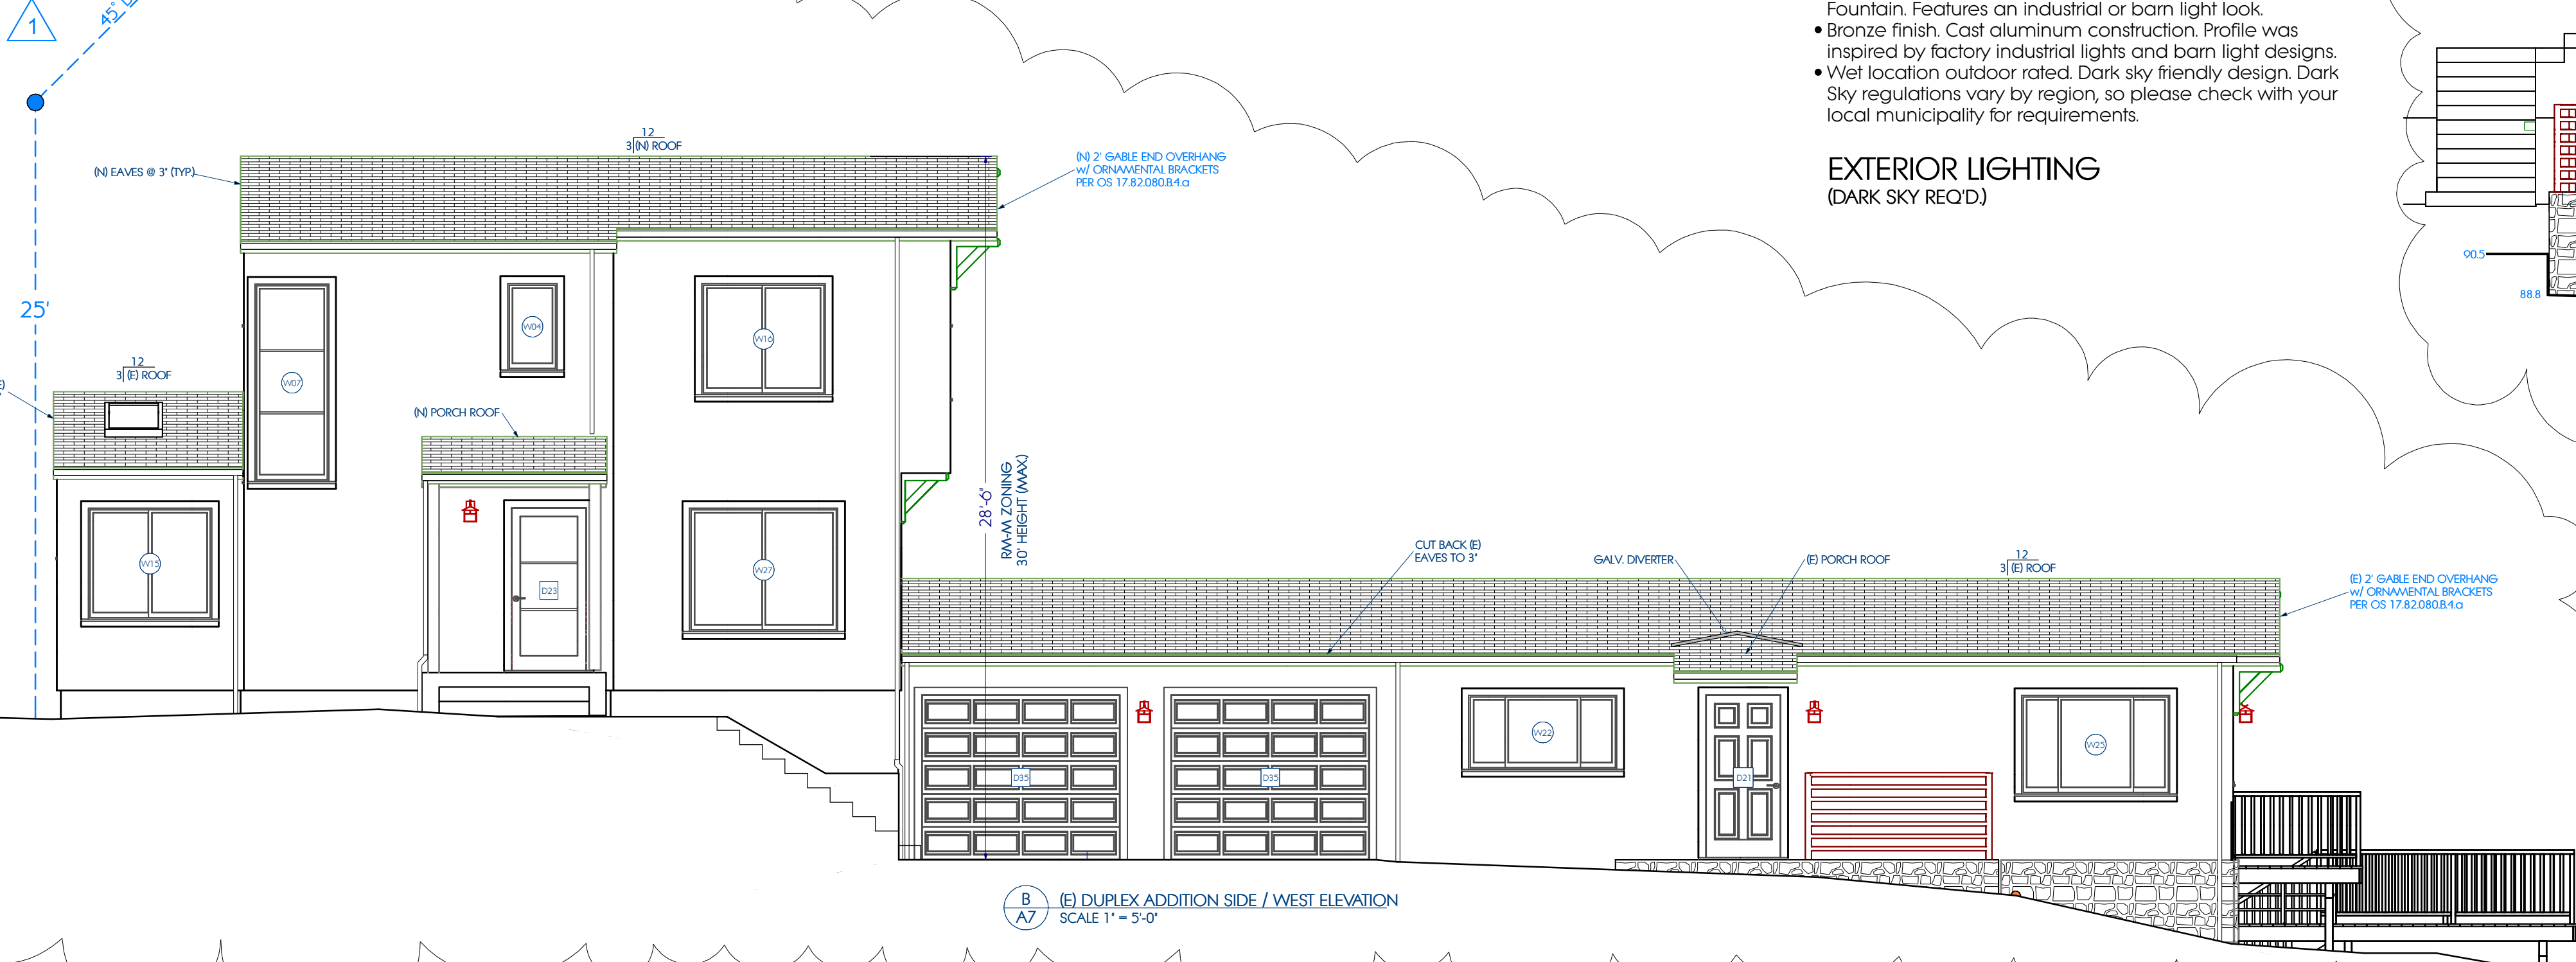 1
45°
Fountain. Features an industrial or barn light look.
• Bronze finish. Cast aluminum construction. Profile was
inspired by factory industrial lights and barn light designs.
• Wet location outdoor rated. Dark sky friendly design. Dark
Sky regulations vary by region, so please check with your
local municipality for requirements.
EXTERIOR LIGHTING
(DARK SKY REQ'D.)
12
3 (N) ROOF
(N) EAVES @ 3" (TYP.)
(N) 2' GABLE END OVERHANG
w/ ORNAMENTAL BRACKETS
PER OS 17.82.080.B.4.a
90.5
88.8
25'
W04
W16
W07
12
3 (E) ROOF
(N) PORCH ROOF
28'-6"
RM-M ZONING
30' HEIGHT (MAX.)
W15
D23
W27
CUT BACK (E)
EAVES TO 3"
GALV. DIVERTER
(E) PORCH ROOF
12
3 (E) ROOF
(E) 2' GABLE END OVERHANG
w/ ORNAMENTAL BRACKETS
PER OS 17.82.080.B.4.a
W22
W25
D35
D35
D21
B
A7
(E) DUPLEX ADDITION SIDE / WEST ELEVATION
SCALE 1" = 5'-0"